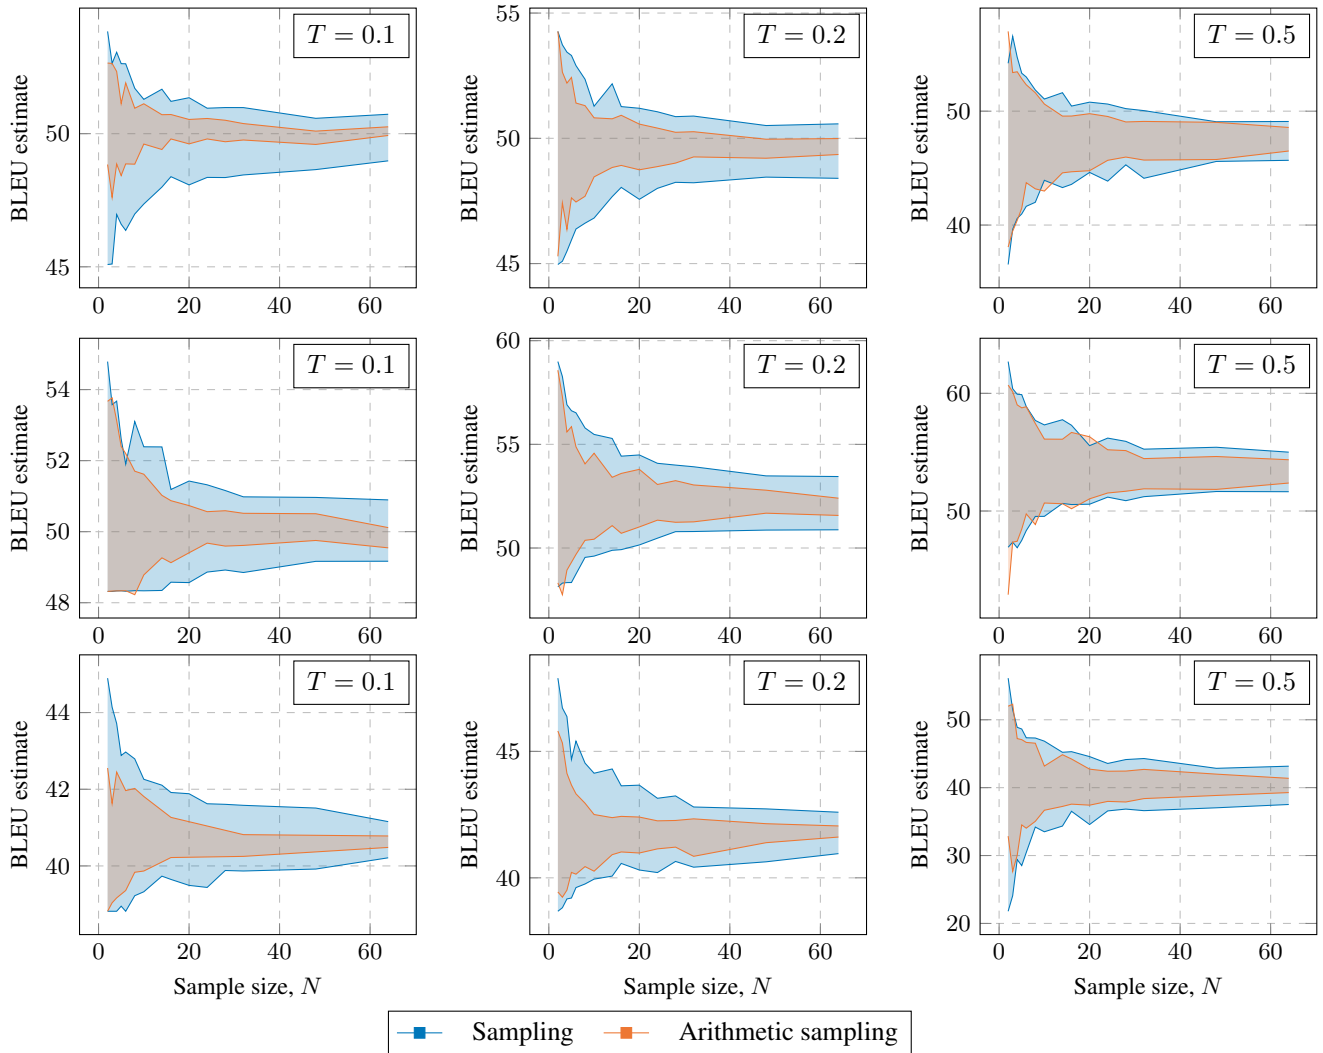 T = 0.1
BLEU estimate
50
45
0 20 40 60
T = 0.2
BLEU estimate
55
50
45
0 20 40 60
T = 0.5
BLEU estimate
50
40
0 20 40 60
T = 0.1
BLEU estimate
54
52
50
48
0 20 40 60
T = 0.2
BLEU estimate
60
55
50
0 20 40 60
T = 0.5
BLEU estimate
60
50
0 20 40 60
T = 0.1
BLEU estimate
44
42
40
0 20 40 60
Sample size, N
T = 0.2
BLEU estimate
45
40
0 20 40 60
Sample size, N
T = 0.5
BLEU estimate
50
40
30
20
0 20 40 60
Sample size, N
Sampling Arithmetic sampling